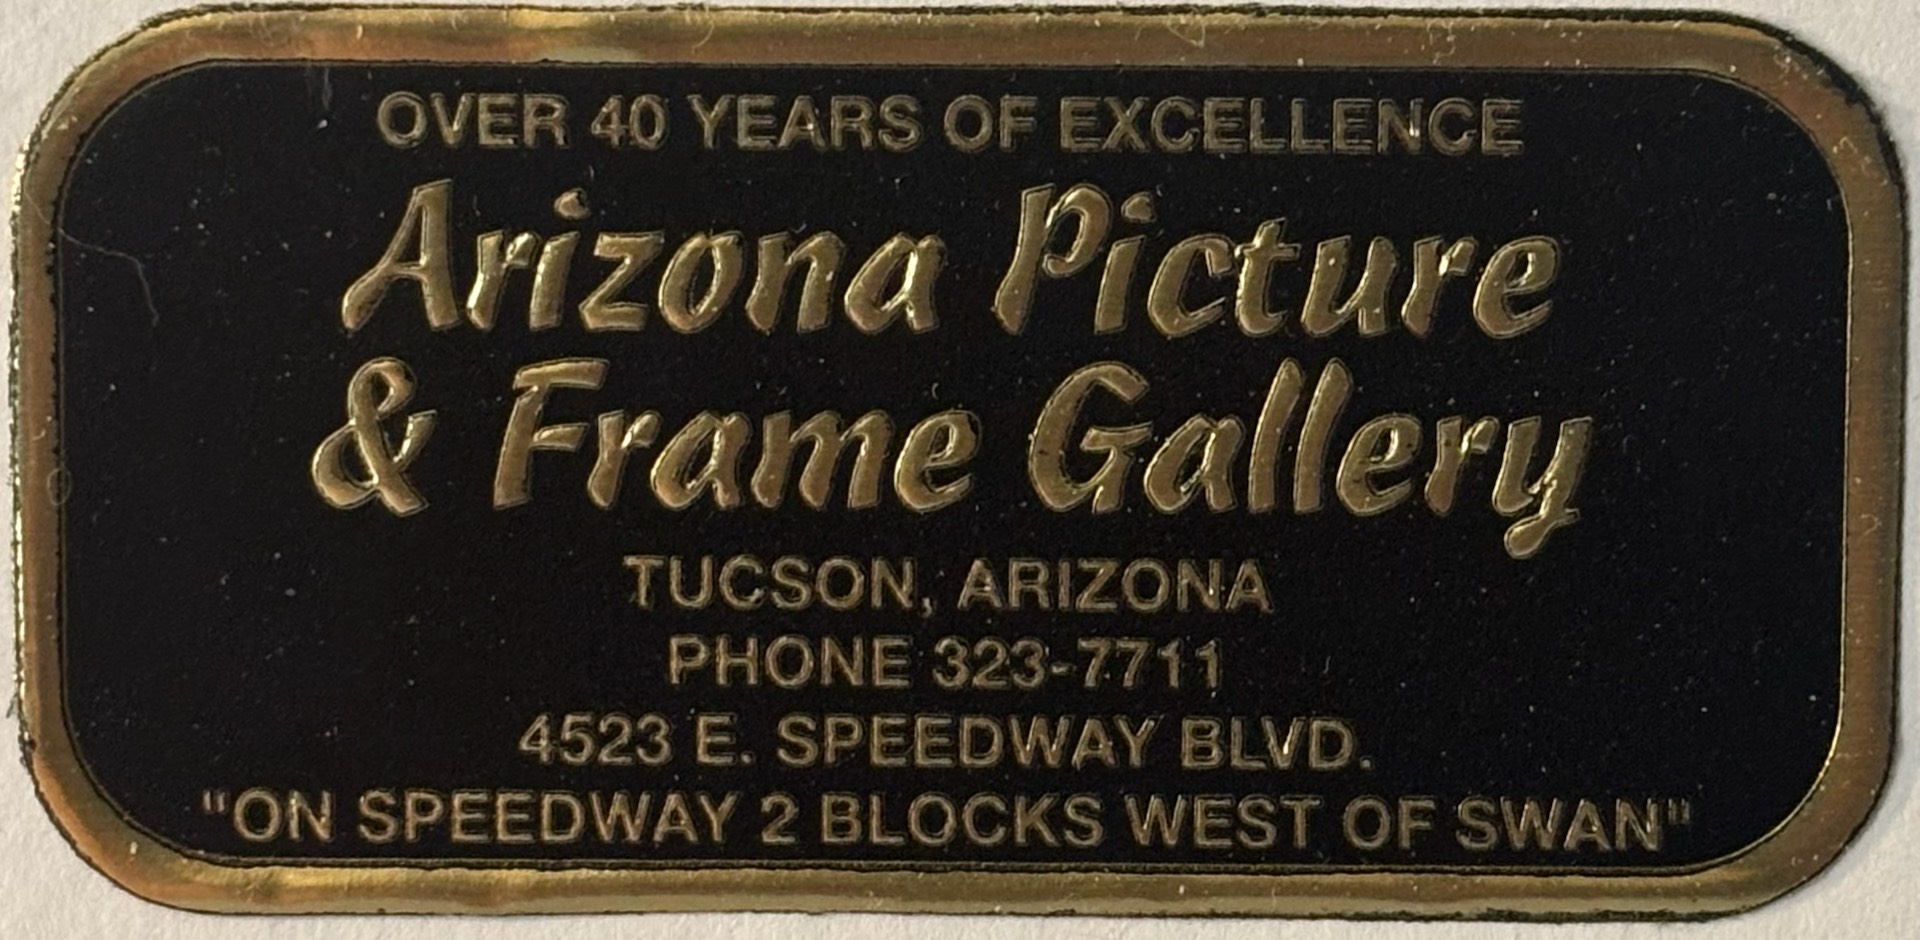 OVER 40 YEARS OF EXCELLENCE
Arizona Picture
& Frame Gallery
TUCSON, ARIZONA
PHONE 323-7711
4523 E. SPEEDWAY BLVD.
"ON SPEEDWAY 2 BLOCKS WEST OF SWAN"